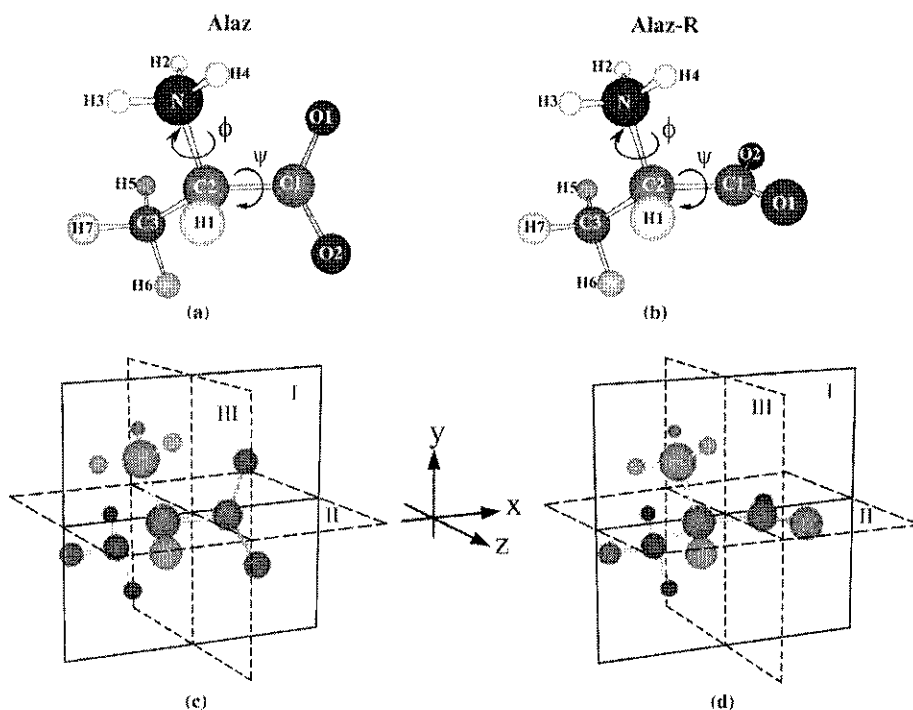 Alaz
H2
H4
H3
N
O1
ϕ
ψ
H5
C2
C1
H7
C3
H1
O2
H6
(a)
Alaz-R
H2
H4
H3
N
ϕ
O2
ψ
H5
C2
C1
O1
H7
C3
H1
H6
(b)
I
III
II
(c)
y
x
z
I
III
II
(d)